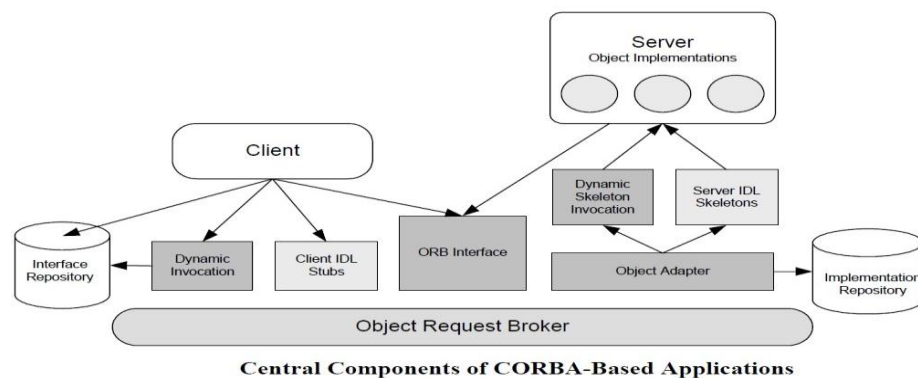 Server
Object Implementations
Client
Dynamic
Skeleton
Invocation
Server IDL
Skeletons
Interface
Repository
Dynamic
Invocation
Client IDL
Stubs
ORB Interface
Object Adapter
Implementation
Repository
Object Request Broker
Central Components of CORBA-Based Applications